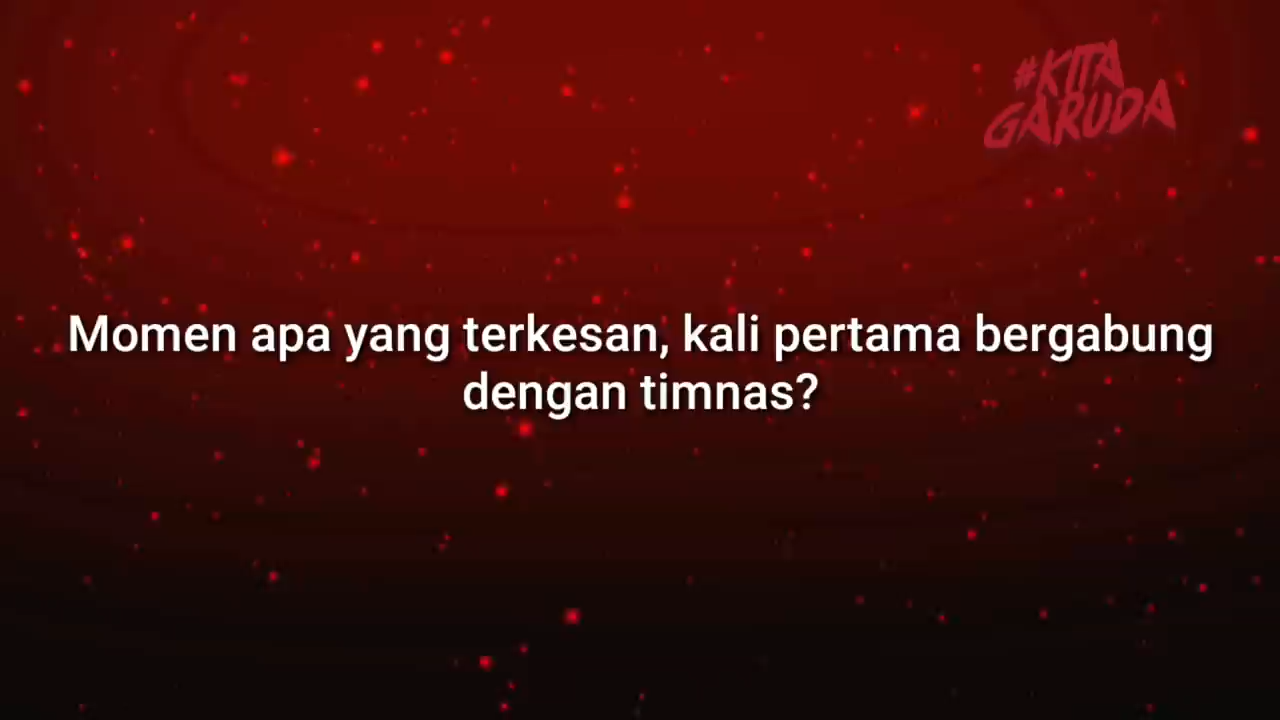 #KITA
GARUDA
Momen apa yang terkesan, kali pertama bergabung
dengan timnas?